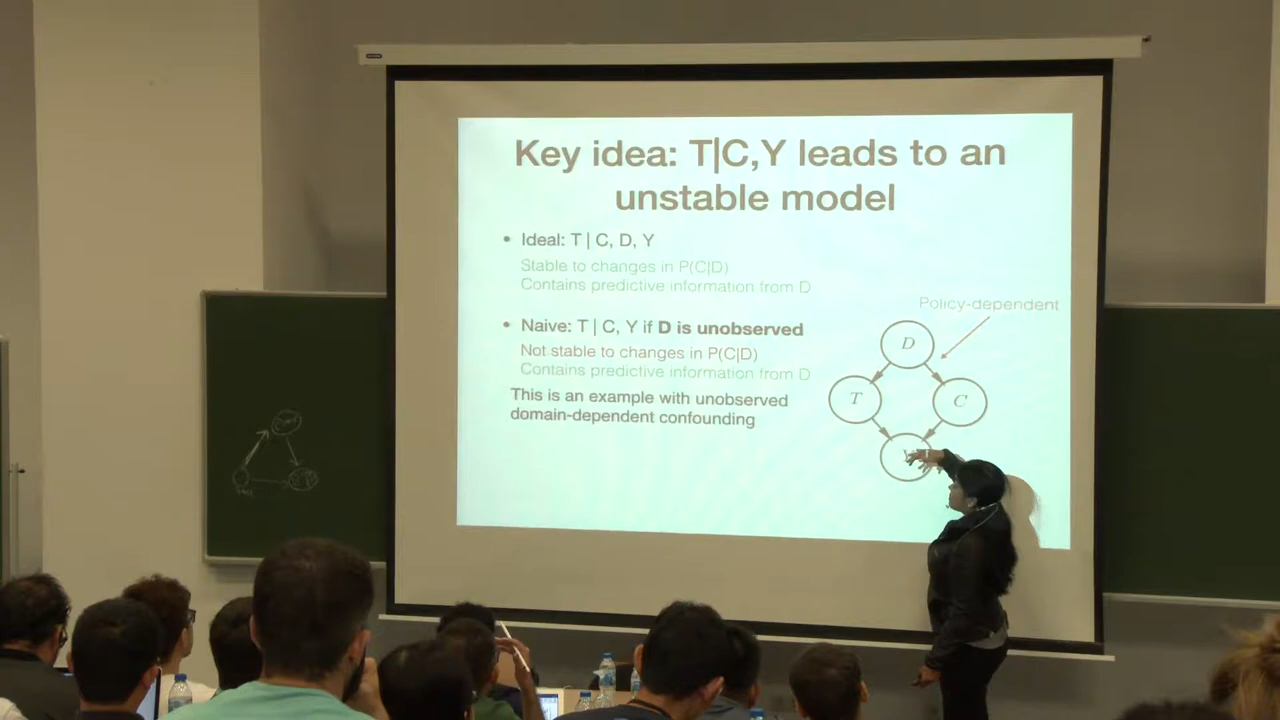 Key idea: T|C,Y leads to an
unstable model
• Ideal: T | C, D, Y
Stable to changes in P(C|D)
Contains predictive information from D
• Naive: T | C, Y if D is unobserved
Not stable to changes in P(C|D)
Contains predictive information from D
This is an example with unobserved
domain-dependent confounding
Policy-dependent
D
T
C